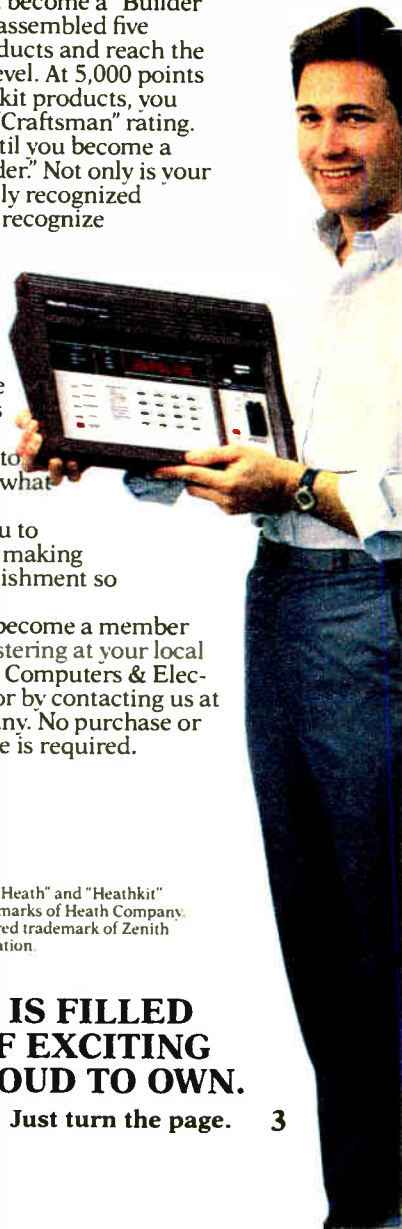 become a "Builder
assembled five
ducts and reach the
evel. At 5,000 points
kit products, you
"Craftsman" rating.
til you become a
der." Not only is your
ly recognized
recognize
e
s
to
what
u to
making
ishment so
become a member
stering at your local
Computers & Elec-
or by contacting us at
any. No purchase or
e is required.
Heath" and "Heathkit"
marks of Heath Company.
red trademark of Zenith
ation.
IS FILLED
F EXCITING
OUD TO OWN.
Just turn the page. 3